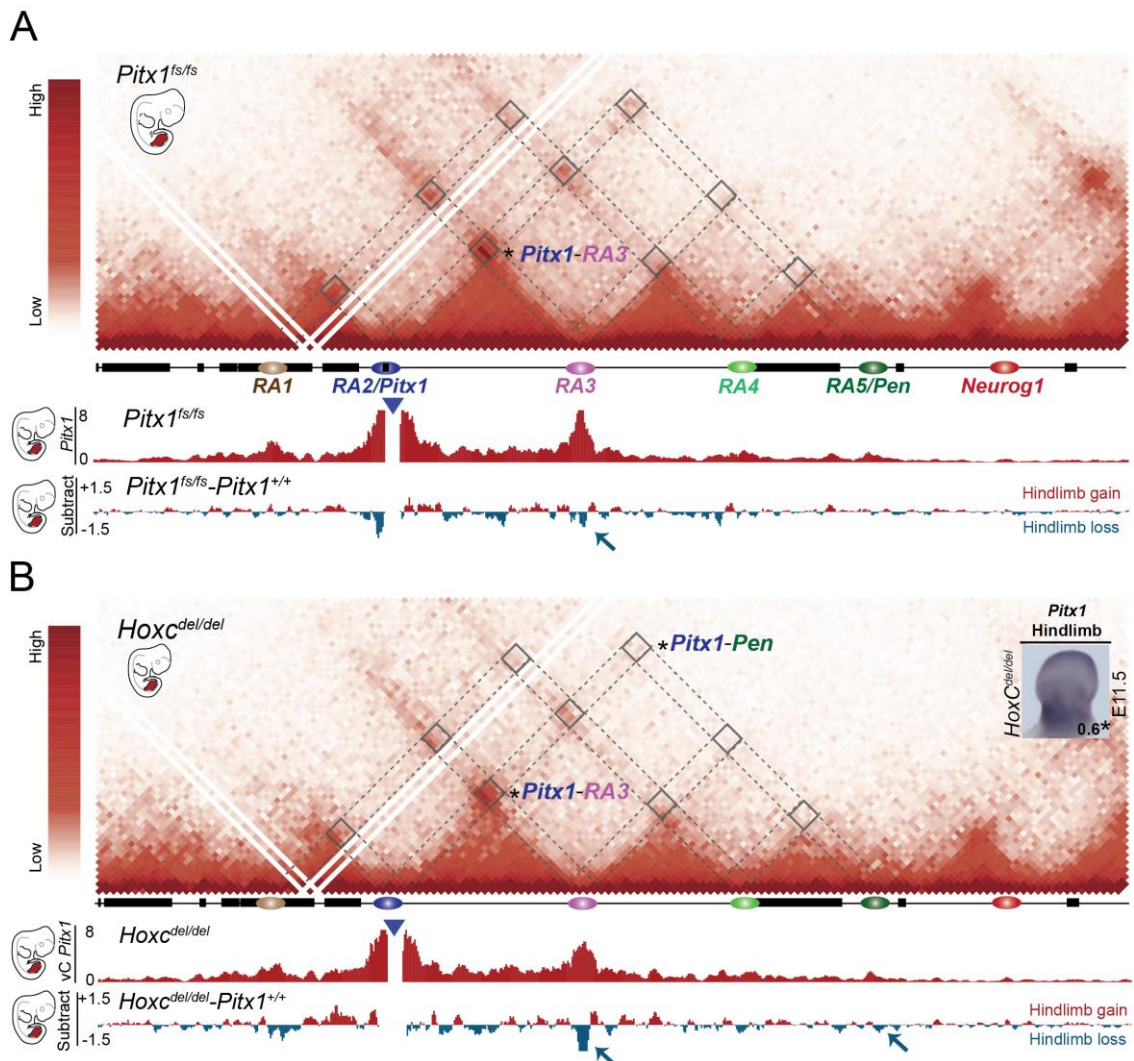 A
High
Low
Pitx1fs/fs
* Pitx1-RA3
RA1 RA2/Pitx1 RA3 RA4 RA5/Pen Neurog1
Pitx1
8
0
Pitx1fs/fs
Subtract
+1.5
-1.5
Pitx1fs/fs-Pitx1+/+
Hindlimb gain
Hindlimb loss
B
High
Low
Hoxcdel/del
*Pitx1-Pen
*Pitx1-RA3
Pitx1
Hindlimb
HoxCdel/del
E11.5
0.6*
vC Pitx1
8
0
Hoxcdel/del
Subtract
+1.5
-1.5
Hoxcdel/del-Pitx1+/+
Hindlimb gain
Hindlimb loss